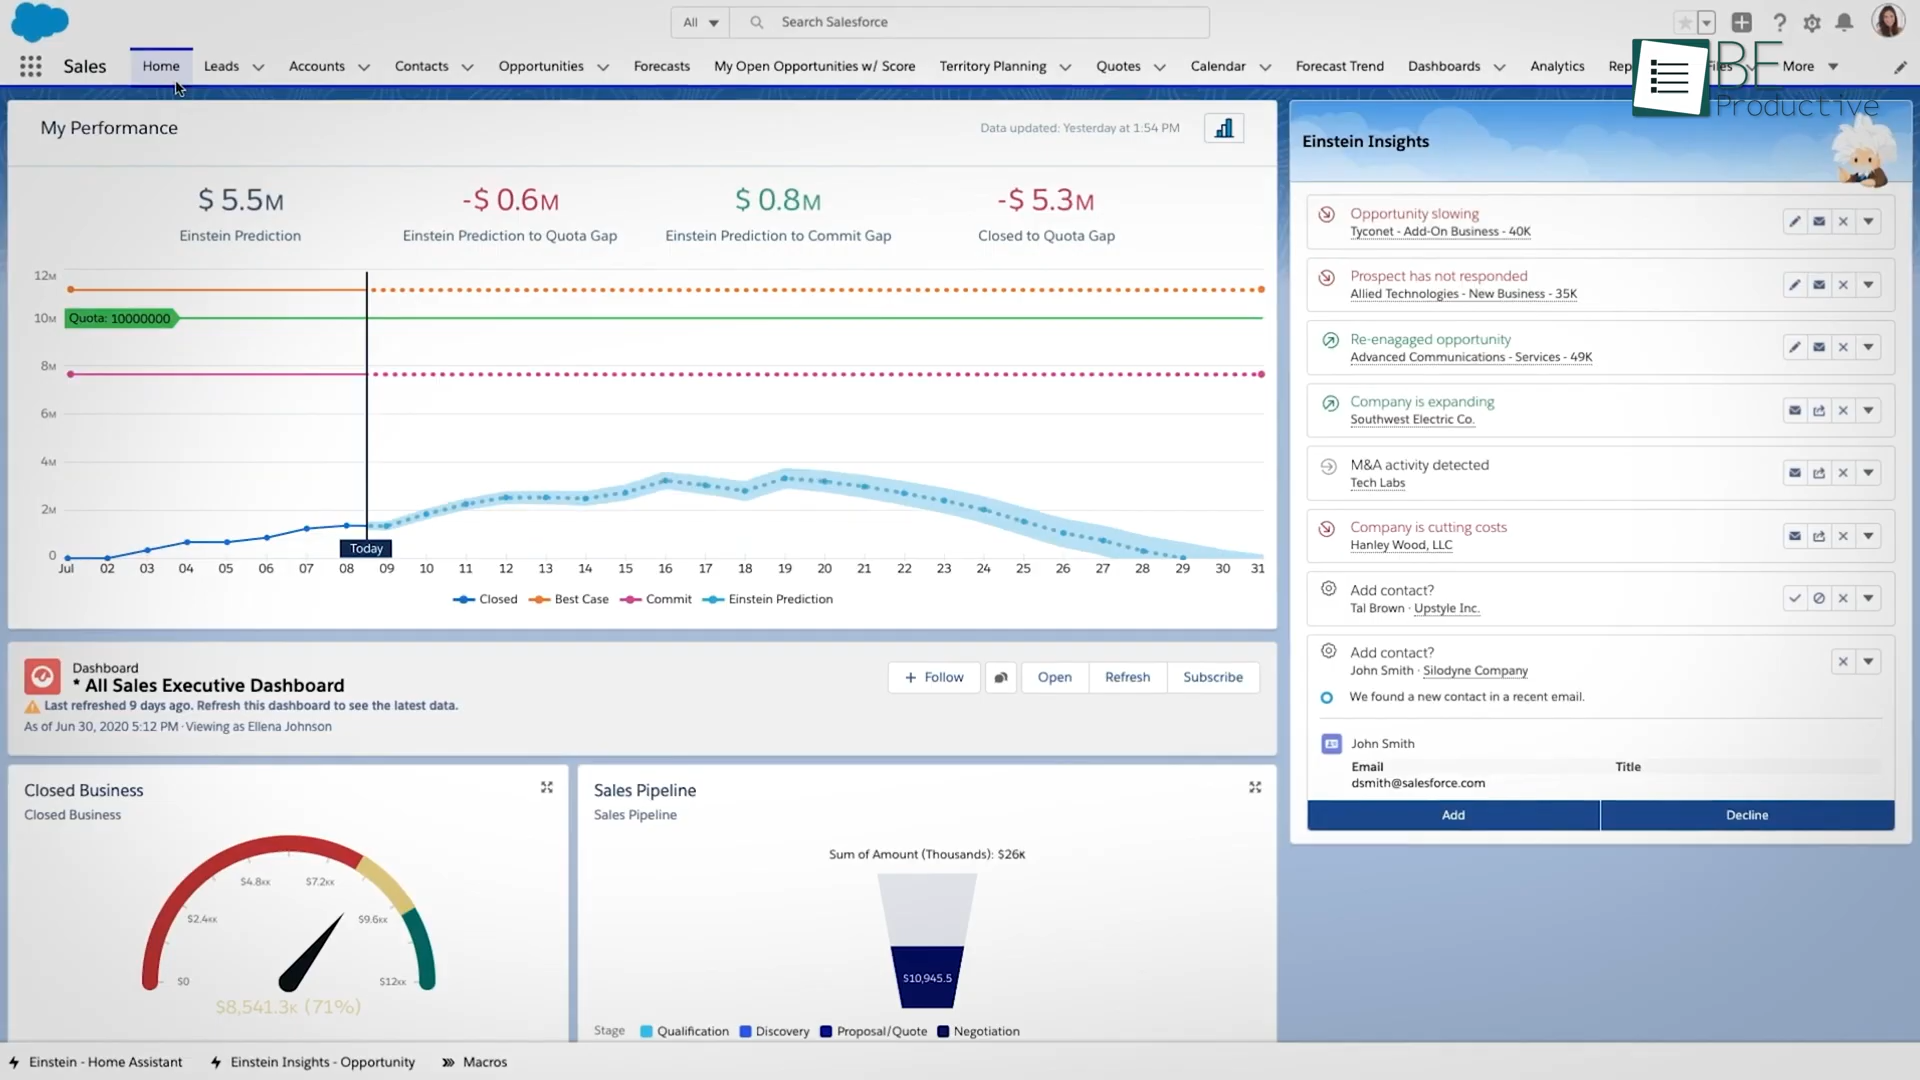 All
Search Salesforce
Sales
Home
Leads
Accounts
Contacts
Opportunities
Forecasts
My Open Opportunities w/ Score
Territory Planning
Quotes
Calendar
Forecast Trend
Dashboards
Analytics
More
BE
Productive
My Performance
Data updated: Yesterday at 1:54 PM
$ 5.5M
-$ 0.6M
$ 0.8M
-$ 5.3M
Einstein Prediction
Einstein Prediction to Quota Gap
Einstein Prediction to Commit Gap
Closed to Quota Gap
12M
10M
8M
6M
4M
2M
0
Quota: 10000000
Today
Jul 02 03 04 05 06 07 08 09 10 11 12 13 14 15 16 17 18 19 20 21 22 23 24 25 26 27 28 29 30 31
Closed Best Case Commit Einstein Prediction
Dashboard
* All Sales Executive Dashboard
Last refreshed 9 days ago. Refresh this dashboard to see the latest data.
As of Jun 30, 2020 5:12 PM · Viewing as Ellena Johnson
+ Follow
Open
Refresh
Subscribe
Closed Business
Closed Business
$0
$2.4xx
$4.8xx
$7.2xx
$9.6xx
$12xx
$8,541.3K (71%)
Sales Pipeline
Sales Pipeline
Sum of Amount (Thousands): $26K
$10,945.5
Stage Qualification Discovery Proposal/Quote Negotiation
Einstein Insights
Opportunity slowing
Tyconet - Add-On Business - 40K
Prospect has not responded
Allied Technologies - New Business - 35K
Re-enagaged opportunity
Advanced Communications - Services - 49K
Company is expanding
Southwest Electric Co.
M&A activity detected
Tech Labs
Company is cutting costs
Hanley Wood, LLC
Add contact?
Tal Brown · Upstyle Inc.
Add contact?
John Smith · Silodyne Company
We found a new contact in a recent email.
John Smith
Email Title
dsmith@salesforce.com
Add
Decline
Einstein - Home Assistant
Einstein Insights - Opportunity
Macros